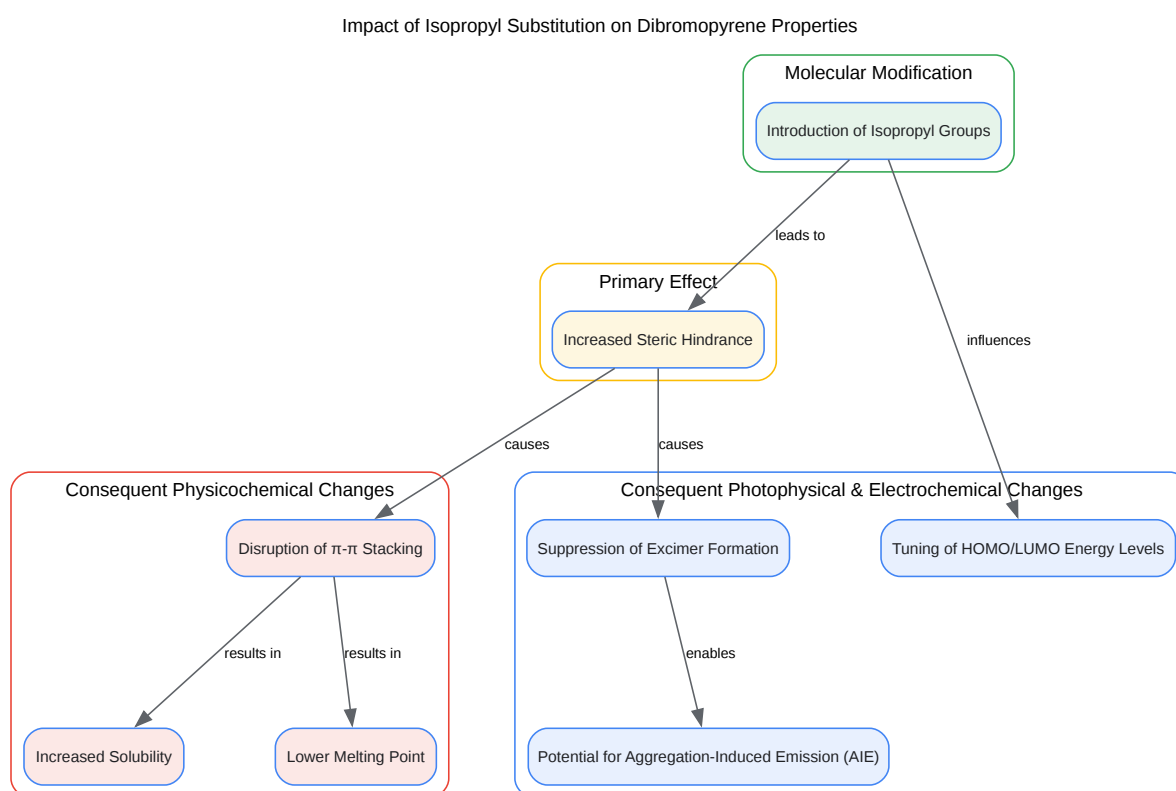 Impact of Isopropyl Substitution on Dibromopyrene Properties
Molecular Modification
Introduction of Isopropyl Groups
leads to
Primary Effect
Increased Steric Hindrance
influences
causes
causes
Consequent Physicochemical Changes
Consequent Photophysical & Electrochemical Changes
Disruption of π-π Stacking
Suppression of Excimer Formation
Tuning of HOMO/LUMO Energy Levels
results in
results in
enables
Increased Solubility
Lower Melting Point
Potential for Aggregation-Induced Emission (AIE)